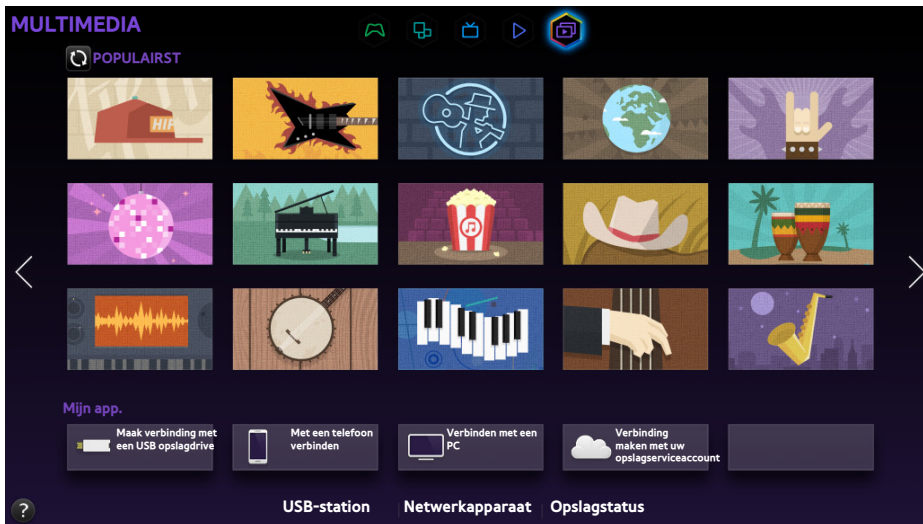 MULTIMEDIA
POPULAIRST
HIP
Mijn app.
Maak verbinding met
een USB opslagdrive
Met een telefoon
verbinden
Verbinden met een
PC
Verbinding
maken met uw
opslagserviceaccount
?
USB-station
Netwerkapparaat
Opslagstatus